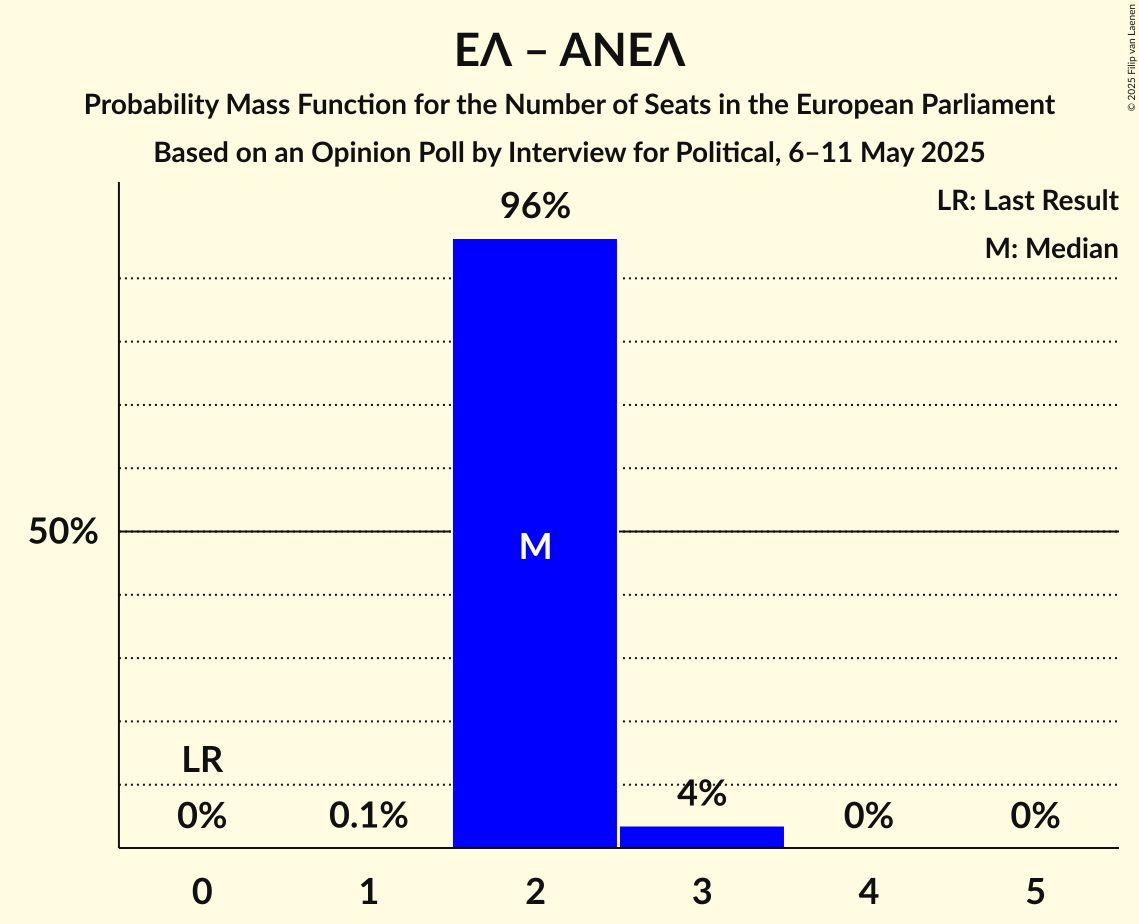 ΕΛ – ΑΝΕΛ
Probability Mass Function for the Number of Seats in the European Parliament
Based on an Opinion Poll by Interview for Political, 6–11 May 2025
© 2025 Filip van Laenen
LR: Last Result
M: Median
96%
50%
M
LR
0%
0.1%
4%
0%
0%
0 1 2 3 4 5